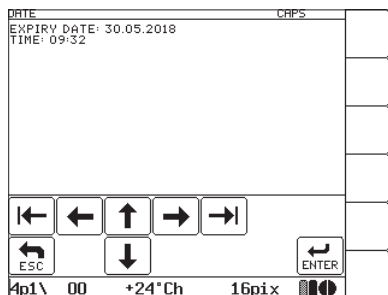 DATE CAPS
EXPIRY DATE: 30.05.2018
TIME: 09:32
ESC ENTER
4p1\ 00 +24°Ch 16pix